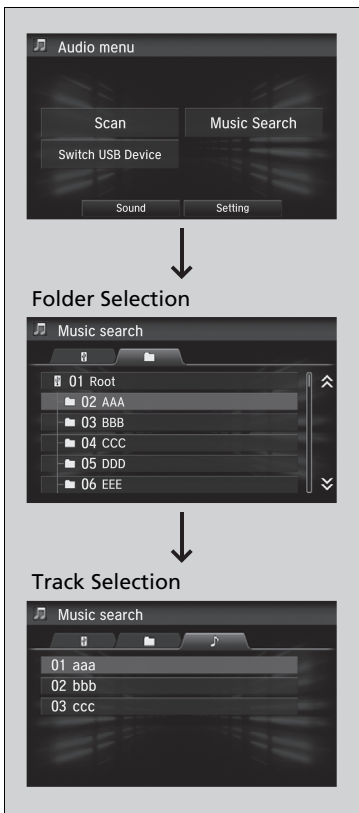 Audio menu
Scan Music Search
Switch USB Device
Sound Setting
Folder Selection
Music search
01 Root
02 AAA
03 BBB
04 CCC
05 DDD
06 EEE
Track Selection
Music search
01 aaa
02 bbb
03 ccc